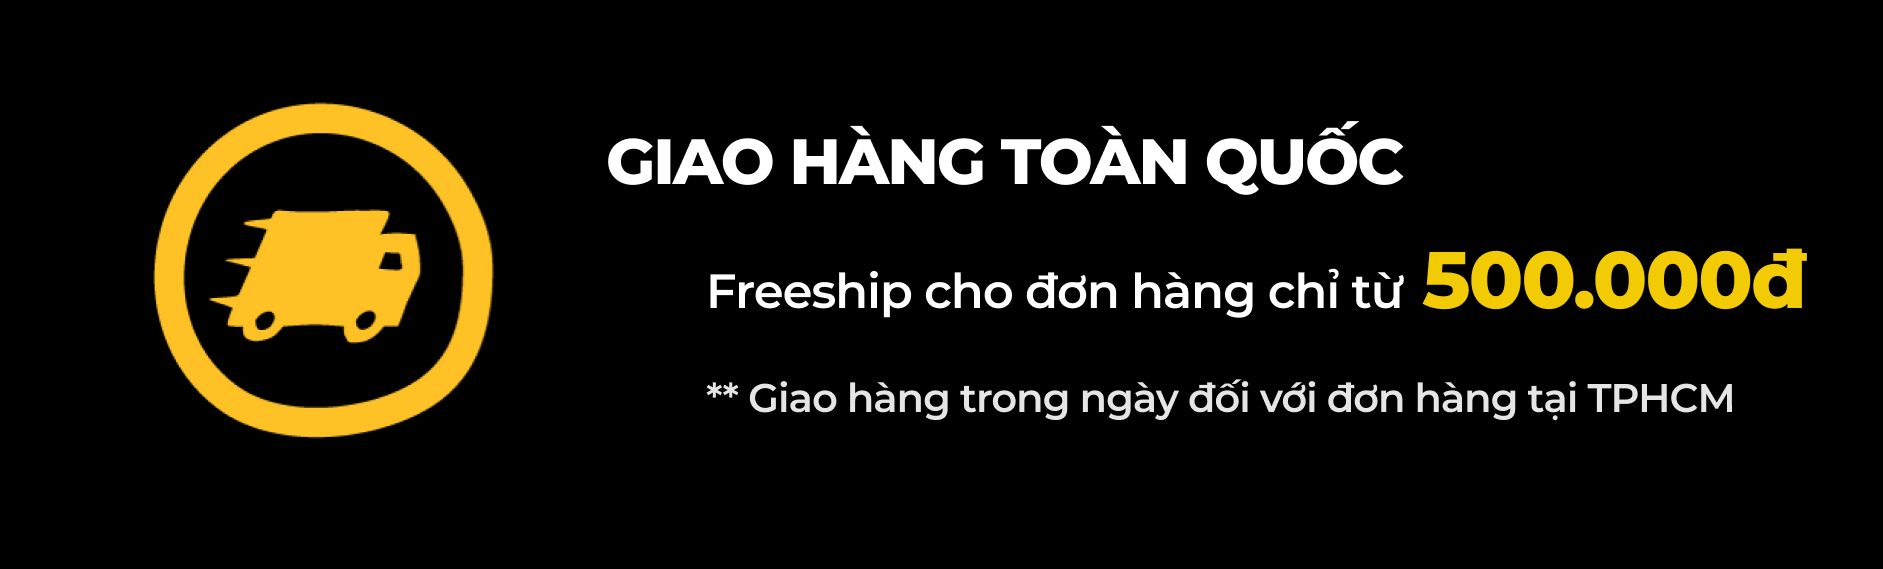 GIAO HÀNG TOÀN QUỐC
Freeship cho đơn hàng chỉ từ 500.000đ
** Giao hàng trong ngày đối với đơn hàng tại TPHCM